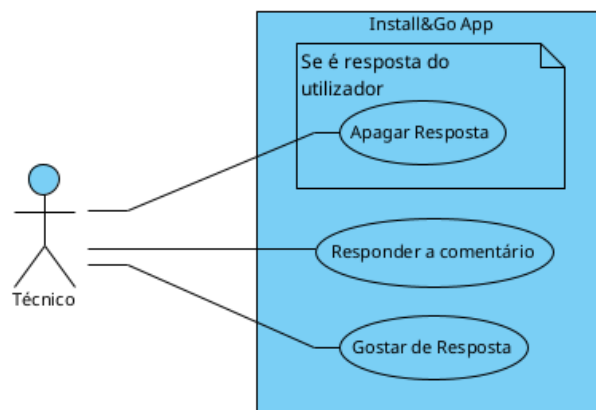 Install&Go App
Se é resposta do
utilizador
Apagar Resposta
Responder a comentário
Técnico
Gostar de Resposta